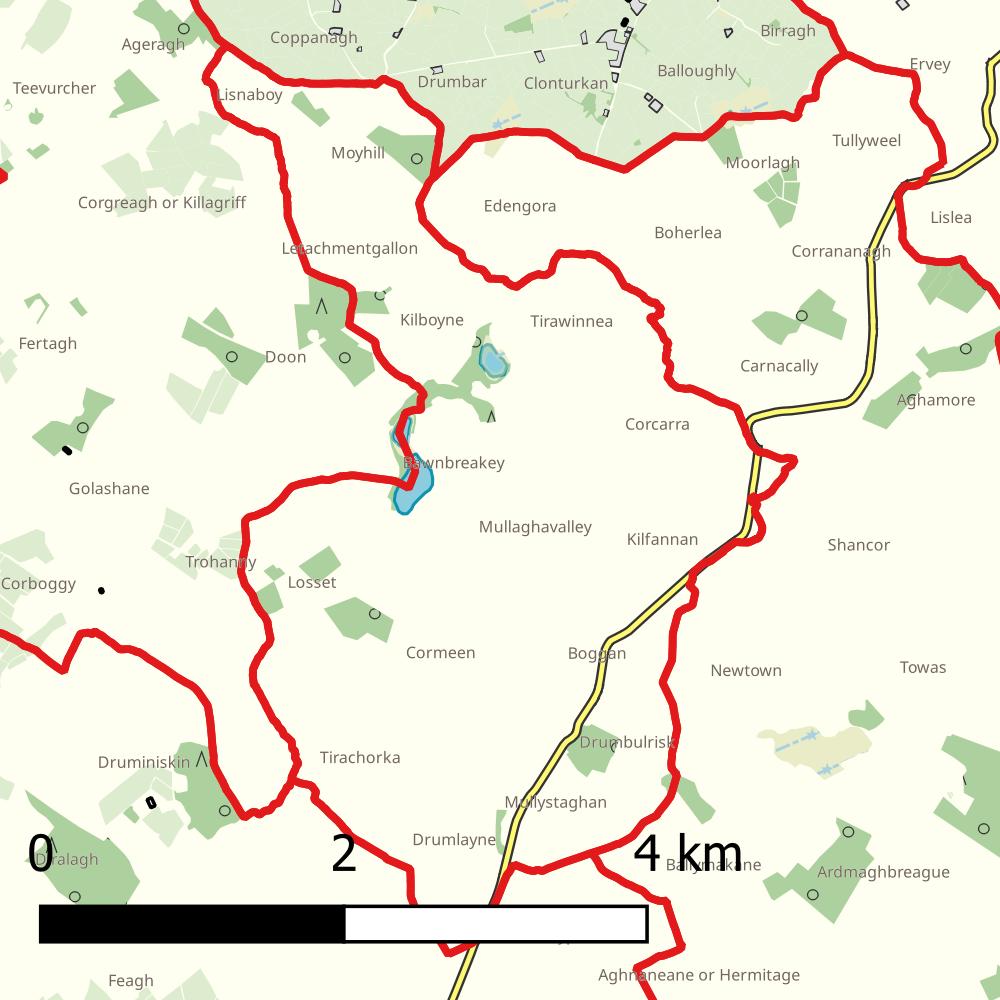 Birragh
Coppanagh
Ageragh
Ervey
Balloughly
Drumbar
Clonturkan
Teevurcher
Lisnaboy
Tullyweel
Moyhill
Moorlagh
Corgreagh or Killagriff
Edengora
Lislea
Boherlea
Letachmentgallon
Corrananagh
Kilboyne
Tirawinnea
Fertagh
Doon
Carnacally
Aghamore
Corcarra
Bawnbreakey
Golashane
Mullaghavalley
Kilfannan
Shancor
Trohanny
Losset
Corboggy
Cormeen
Boggan
Newtown
Towas
Drumbulrisk
Tirachorka
Druminiskin
Mullystaghan
Drumlayne
0 2 4 km
Diralagh
Ballynakane
Ardmaghbreague
Aghnaneane or Hermitage
Feagh